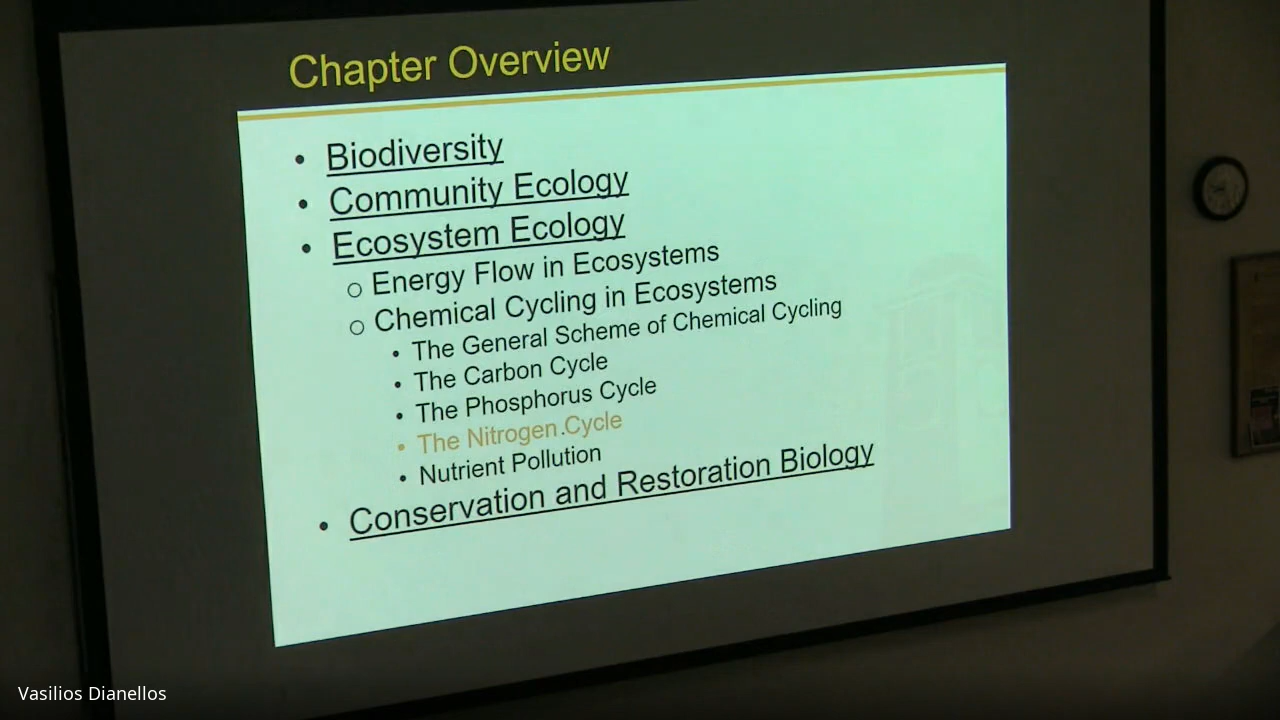 Chapter Overview
• Biodiversity
• Community Ecology
• Ecosystem Ecology
o Energy Flow in Ecosystems
o Chemical Cycling in Ecosystems
• The General Scheme of Chemical Cycling
• The Carbon Cycle
• The Phosphorus Cycle
• The Nitrogen Cycle
• Nutrient Pollution
• Conservation and Restoration Biology
Vasilios Dianellos